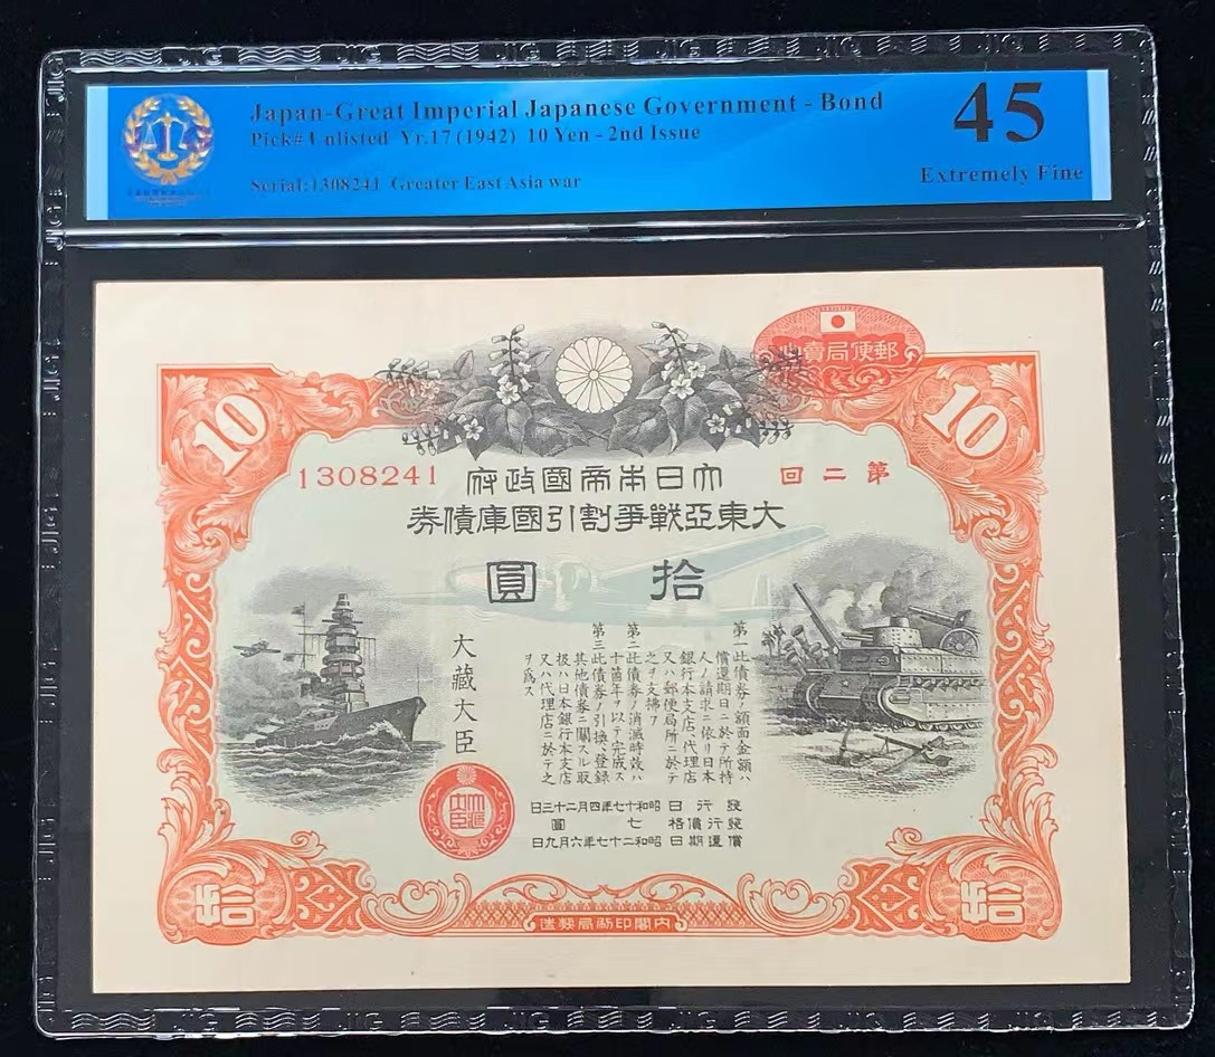 Japan-Great Imperial Japanese Government - Bond
45
Pick# Unlisted Yr.17 (1942) 10 Yen - 2nd Issue
Serial:1308241 Greater East Asia war
Extremely Fine
郵便局賣出
10
10
1308241
大日本帝國政府
第二回
大東亞戰爭割引國庫債券
拾圓
第一此債券ノ額面金額ハ
償還期日ニ於テ所持
人ノ請求ニ依リ日本
銀行本支店、代理店
又ハ郵便局所ニ於テ
之ヲ支拂フ
第二此債券ノ消滅時效ハ
十箇年ヲ以テ完成ス
第三此債券ノ引換、登錄
其他債券ニ關スル取
扱ハ日本銀行本支店
又ハ代理店ニ於テ之
ヲ爲ス
大藏大臣
發行日 昭和十七年四月二十三日
發行價格 七圓
償還期日 昭和二十七年六月九日
拾
拾
內閣印刷局製造